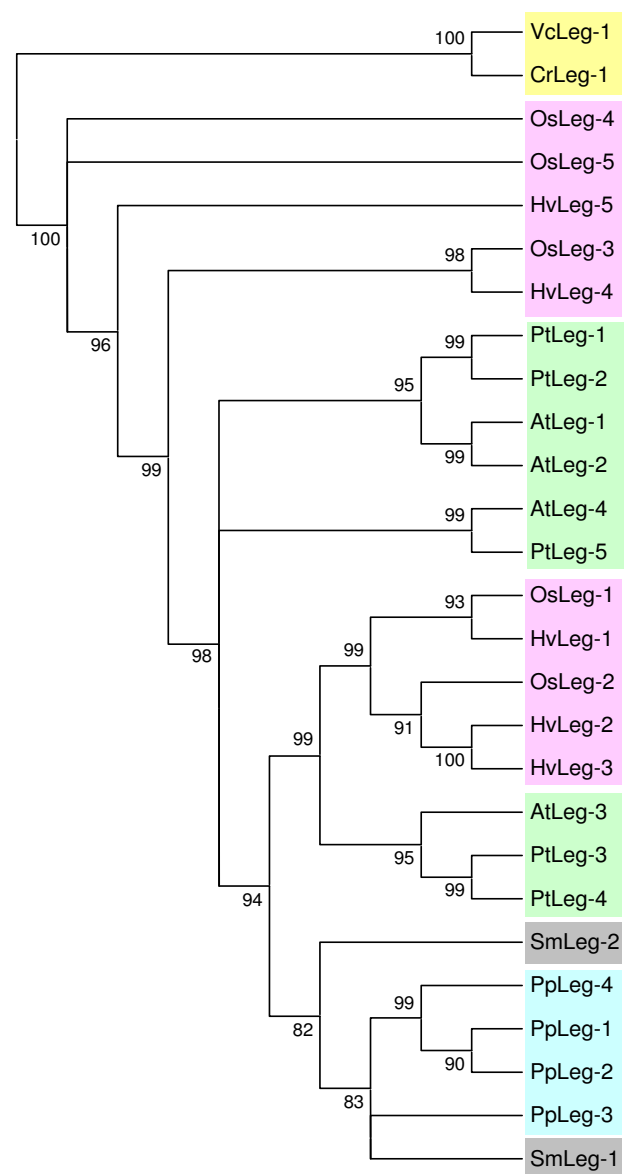 100
VcLeg-1
CrLeg-1
OsLeg-4
OsLeg-5
100
HvLeg-5
98
OsLeg-3
HvLeg-4
96
99
PtLeg-1
95
PtLeg-2
AtLeg-1
99
AtLeg-2
99
99
AtLeg-4
PtLeg-5
93
OsLeg-1
HvLeg-1
98
99
OsLeg-2
91
HvLeg-2
99
100
HvLeg-3
AtLeg-3
95
PtLeg-3
99
PtLeg-4
94
SmLeg-2
99
PpLeg-4
82
PpLeg-1
90
PpLeg-2
83
PpLeg-3
SmLeg-1